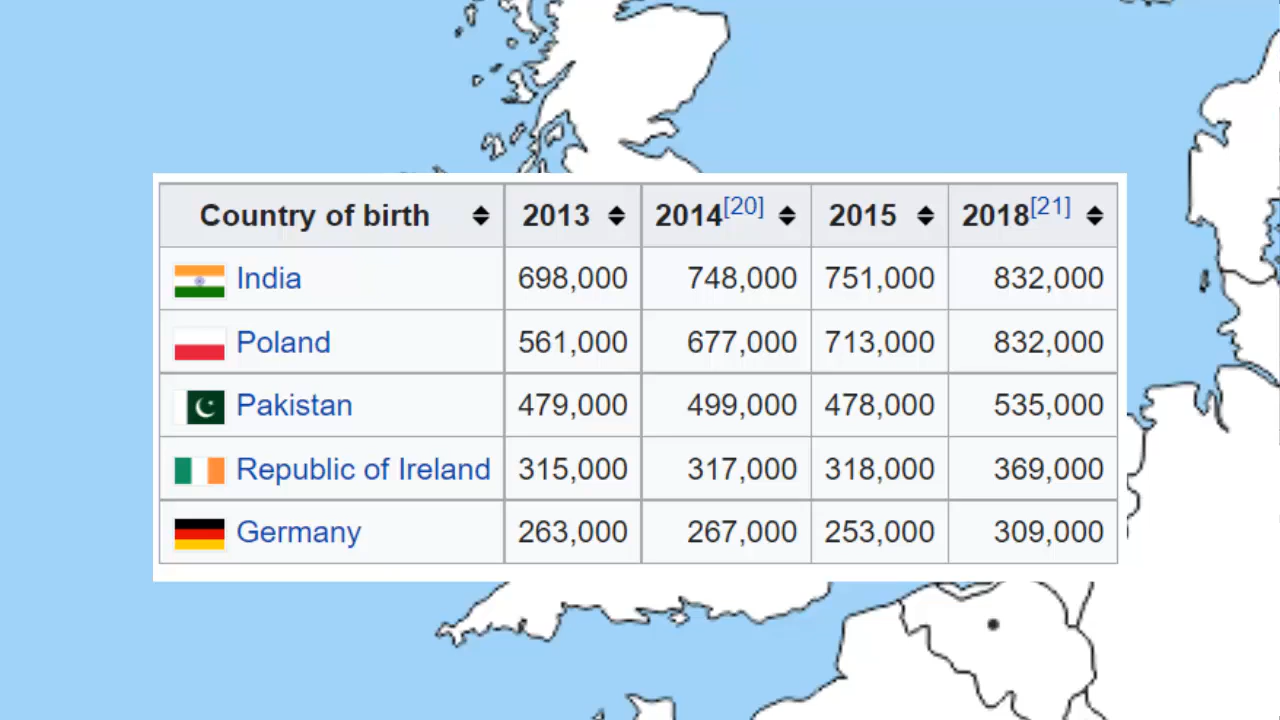 Country of birth 2013 2014[20] 2015 2018[21]
India 698,000 748,000 751,000 832,000
Poland 561,000 677,000 713,000 832,000
Pakistan 479,000 499,000 478,000 535,000
Republic of Ireland 315,000 317,000 318,000 369,000
Germany 263,000 267,000 253,000 309,000